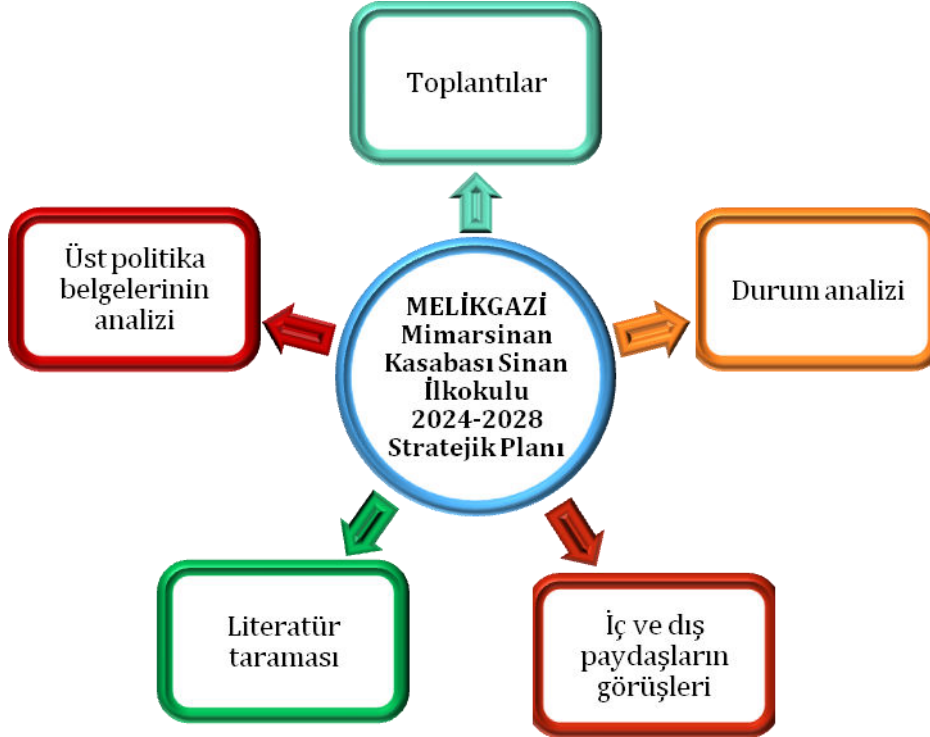 Toplantılar
Üst politika
belgelerinin
analizi
MELİKGAZİ
Mimarsinan
Kasabası Sinan
İlkokulu
2024-2028
Stratejik Planı
Durum analizi
Literatür
taraması
İç ve dış
paydaşların
görüşleri